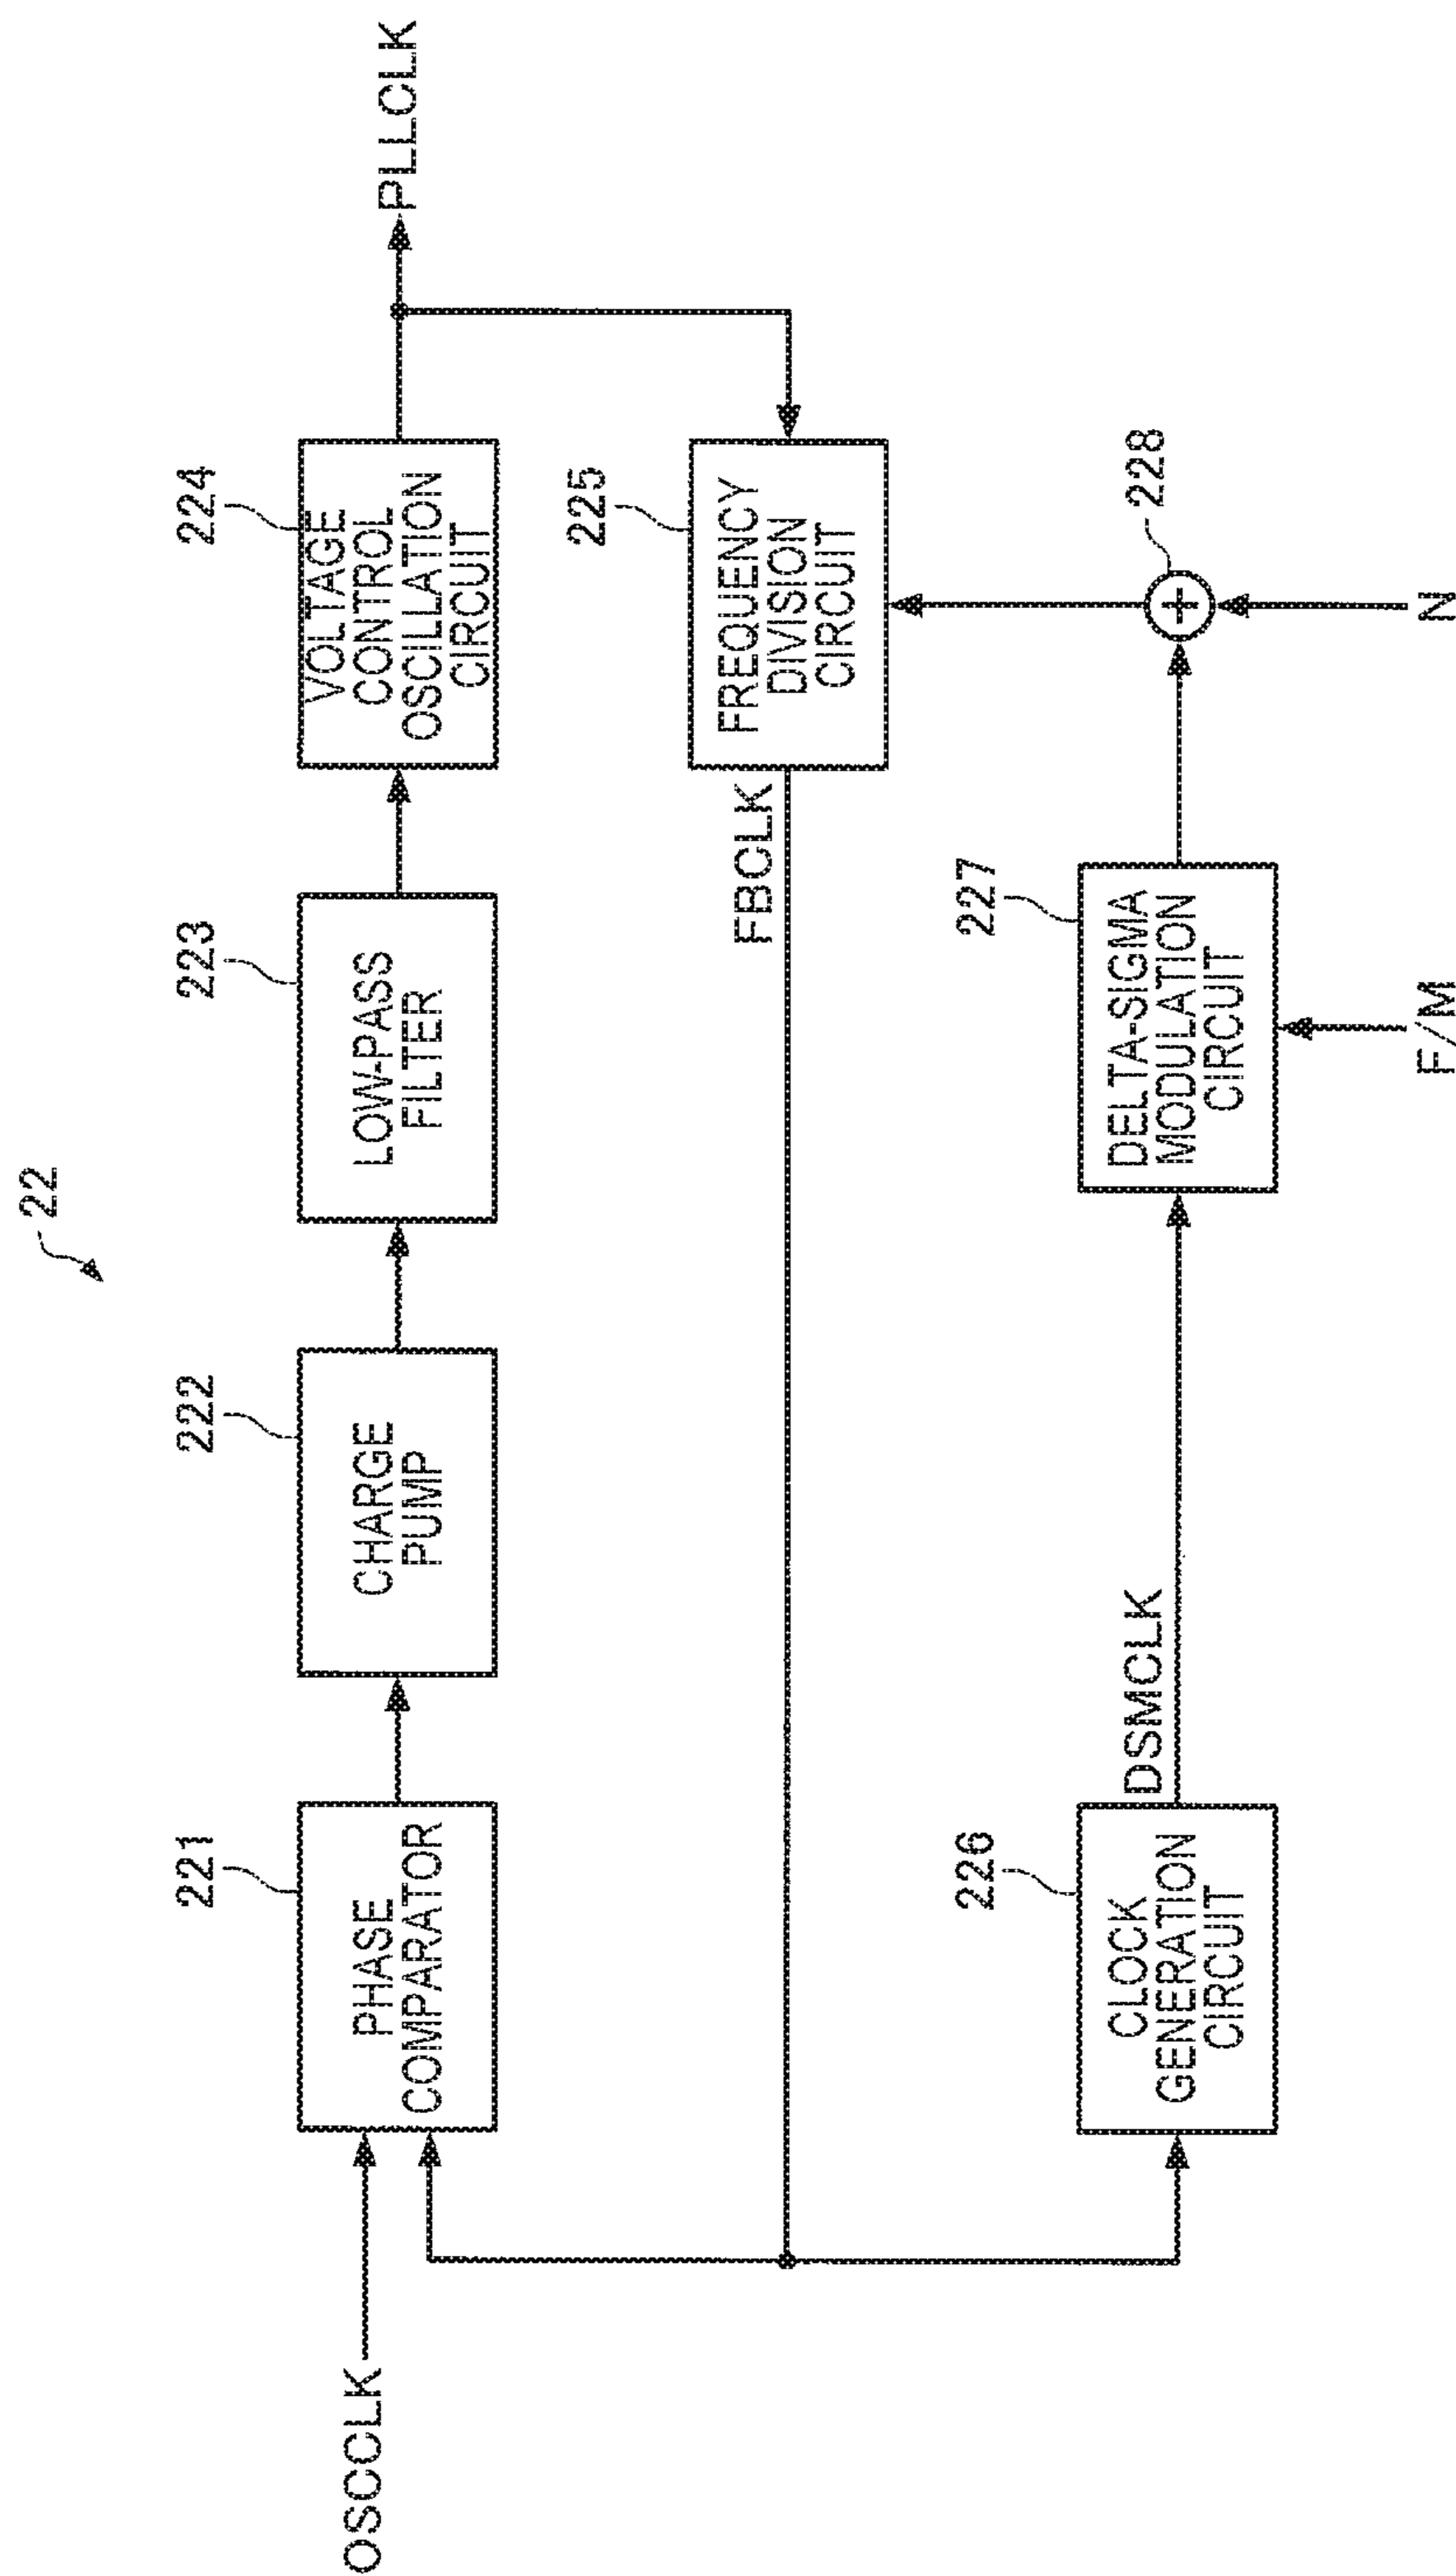 22
221
222
223
224
OSCCLK
PHASE
COMPARATOR
CHARGE
PUMP
LOW-PASS
FILTER
VOLTAGE
CONTROL
OSCILLATION
CIRCUIT
PLLCLK
225
FBCLK
FREQUENCY
DIVISION
CIRCUIT
226
227
228
CLOCK
GENERATION
CIRCUIT
DSMCLK
DELTA-SIGMA
MODULATION
CIRCUIT
+
F/M
N